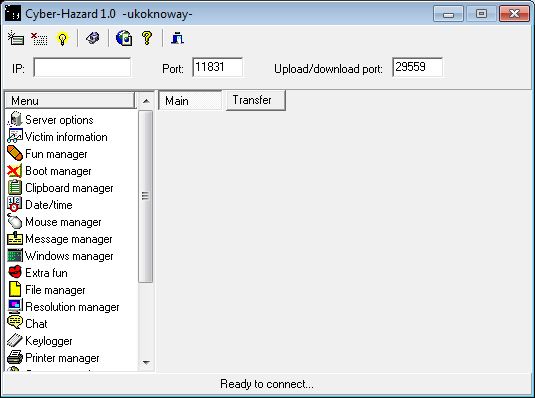 Cyber-Hazard 1.0 -ukoknoway-
IP: Port: 11831 Upload/download port: 29559
Menu Main Transfer
Server options
Victim information
Fun manager
Boot manager
Clipboard manager
Date/time
Mouse manager
Message manager
Windows manager
Extra fun
File manager
Resolution manager
Chat
Keylogger
Printer manager
Ready to connect...